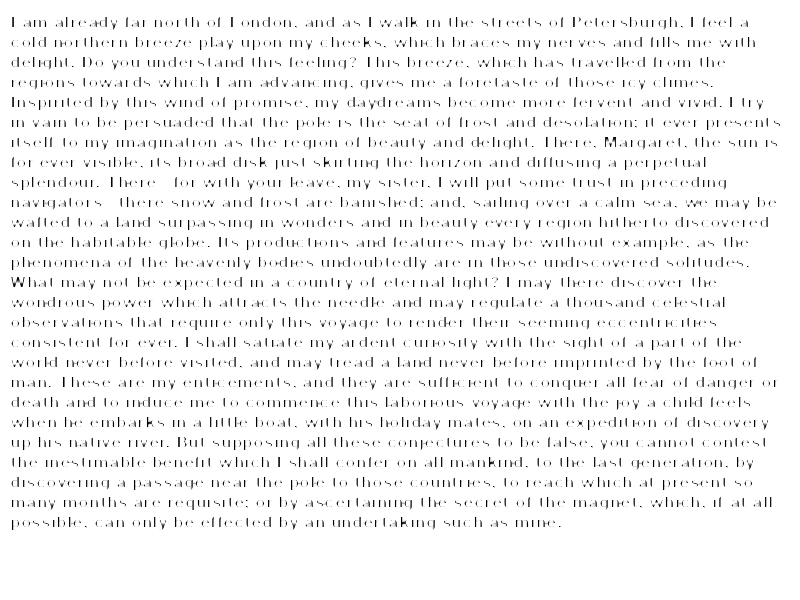 I am already far north of London, and as I walk in the streets of Petersburgh, I feel a
cold northern breeze play upon my cheeks, which braces my nerves and fills me with
delight. Do you understand this feeling? This breeze, which has travelled from the
regions towards which I am advancing, gives me a foretaste of those icy climes.
Inspirited by this wind of promise, my daydreams become more fervent and vivid. I try
in vain to be persuaded that the pole is the seat of frost and desolation; it ever presents
itself to my imagination as the region of beauty and delight. There, Margaret, the sun is
for ever visible, its broad disk just skirting the horizon and diffusing a perpetual
splendour. There—for with your leave, my sister, I will put some trust in preceding
navigators—there snow and frost are banished; and, sailing over a calm sea, we may be
wafted to a land surpassing in wonders and in beauty every region hitherto discovered
on the habitable globe. Its productions and features may be without example, as the
phenomena of the heavenly bodies undoubtedly are in those undiscovered solitudes.
What may not be expected in a country of eternal light? I may there discover the
wondrous power which attracts the needle and may regulate a thousand celestial
observations that require only this voyage to render their seeming eccentricities
consistent for ever. I shall satiate my ardent curiosity with the sight of a part of the
world never before visited, and may tread a land never before imprinted by the foot of
man. These are my enticements, and they are sufficient to conquer all fear of danger or
death and to induce me to commence this laborious voyage with the joy a child feels
when he embarks in a little boat, with his holiday mates, on an expedition of discovery
up his native river. But supposing all these conjectures to be false, you cannot contest
the inestimable benefit which I shall confer on all mankind, to the last generation, by
discovering a passage near the pole to those countries, to reach which at present so
many months are requisite; or by ascertaining the secret of the magnet, which, if at all
possible, can only be effected by an undertaking such as mine.